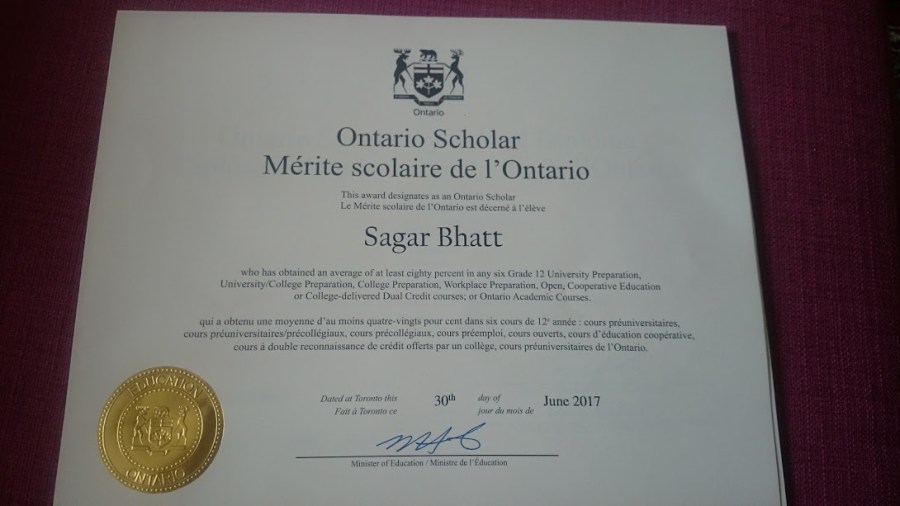 Ontario
Ontario Scholar
Mérite scolaire de l'Ontario
This award designates as an Ontario Scholar
Le Mérite scolaire de l'Ontario est décerné à l'élève
Sagar Bhatt
who has obtained an average of at least eighty percent in any six Grade 12 University Preparation,
University/College Preparation, College Preparation, Workplace Preparation, Open, Cooperative Education
or College-delivered Dual Credit courses; or Ontario Academic Courses.
qui a obtenu une moyenne d'au moins quatre-vingts pour cent dans six cours de 12e année : cours préuniversitaires,
cours préuniversitaires/précollégiaux, cours précollégiaux, cours préemploi, cours ouverts, cours d'éducation coopérative,
cours à double reconnaissance de crédit offerts par un collège, cours préuniversitaires de l'Ontario.
Dated at Toronto this 30th day of June 2017
Fait à Toronto ce jour du mois de
Minister of Education / Ministre de l'Éducation
EDUCATION
ONTARIO